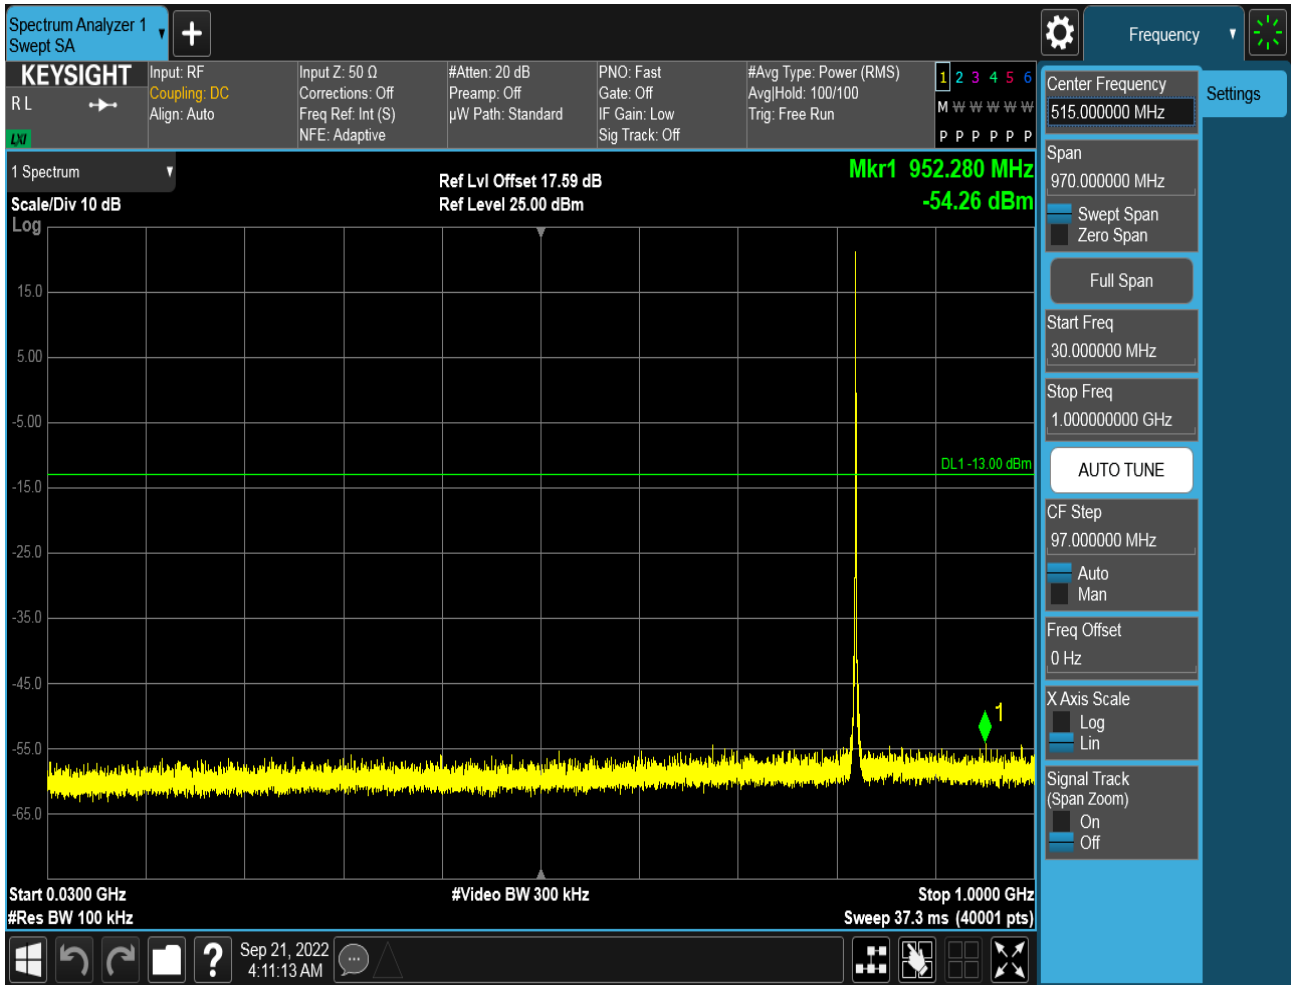 Spectrum Analyzer 1
Swept SA
Frequency
KEYSIGHT
R L
LXI
Input: RF
Coupling: DC
Align: Auto
Input Z: 50 Ω
Corrections: Off
Freq Ref: Int (S)
NFE: Adaptive
#Atten: 20 dB
Preamp: Off
µW Path: Standard
PNO: Fast
Gate: Off
IF Gain: Low
Sig Track: Off
#Avg Type: Power (RMS)
Avg|Hold: 100/100
Trig: Free Run
1 2 3 4 5 6
M W W W W W
P P P P P P
1 Spectrum
Scale/Div 10 dB
Log
Ref Lvl Offset 17.59 dB
Ref Level 25.00 dBm
Mkr1 952.280 MHz
-54.26 dBm
15.0
5.00
-5.00
-15.0
-25.0
-35.0
-45.0
-55.0
-65.0
DL1 -13.00 dBm
1
Start 0.0300 GHz
#Res BW 100 kHz
#Video BW 300 kHz
Stop 1.0000 GHz
Sweep 37.3 ms (40001 pts)
Center Frequency
515.000000 MHz
Settings
Span
970.000000 MHz
Swept Span
Zero Span
Full Span
Start Freq
30.000000 MHz
Stop Freq
1.000000000 GHz
AUTO TUNE
CF Step
97.000000 MHz
Auto
Man
Freq Offset
0 Hz
X Axis Scale
Log
Lin
Signal Track
(Span Zoom)
On
Off
?
Sep 21, 2022
4:11:13 AM